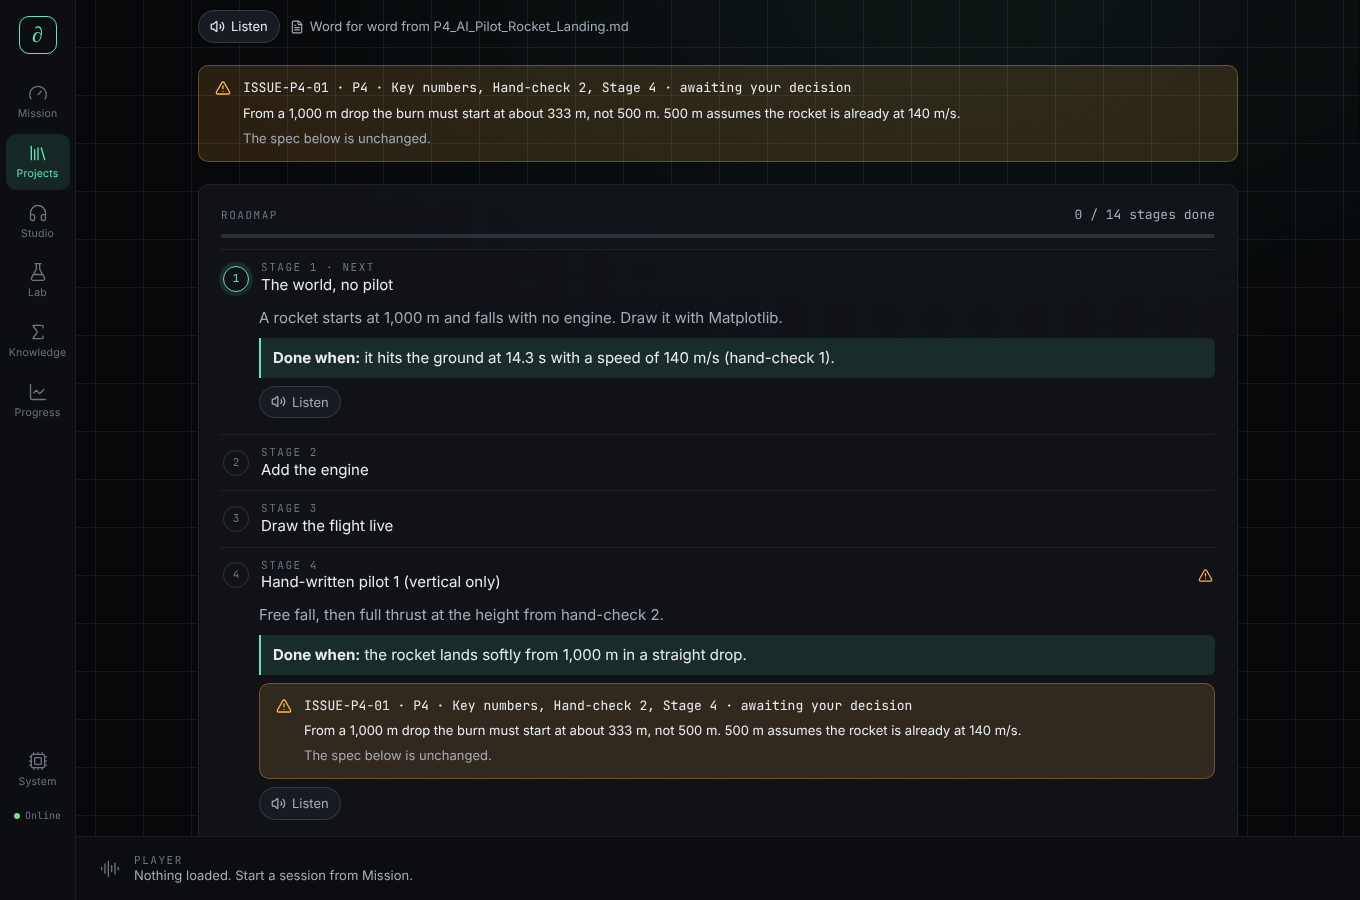 ∂
Listen
Word for word from P4_AI_Pilot_Rocket_Landing.md
ISSUE-P4-01 · P4 · Key numbers, Hand-check 2, Stage 4 · awaiting your decision
From a 1,000 m drop the burn must start at about 333 m, not 500 m. 500 m assumes the rocket is already at 140 m/s.
The spec below is unchanged.
Mission
Projects
Studio
Lab
Knowledge
Progress
System
Online
ROADMAP
0 / 14 stages done
1
STAGE 1 · NEXT
The world, no pilot
A rocket starts at 1,000 m and falls with no engine. Draw it with Matplotlib.
Done when: it hits the ground at 14.3 s with a speed of 140 m/s (hand-check 1).
Listen
2
STAGE 2
Add the engine
3
STAGE 3
Draw the flight live
4
STAGE 4
Hand-written pilot 1 (vertical only)
Free fall, then full thrust at the height from hand-check 2.
Done when: the rocket lands softly from 1,000 m in a straight drop.
ISSUE-P4-01 · P4 · Key numbers, Hand-check 2, Stage 4 · awaiting your decision
From a 1,000 m drop the burn must start at about 333 m, not 500 m. 500 m assumes the rocket is already at 140 m/s.
The spec below is unchanged.
Listen
PLAYER
Nothing loaded. Start a session from Mission.